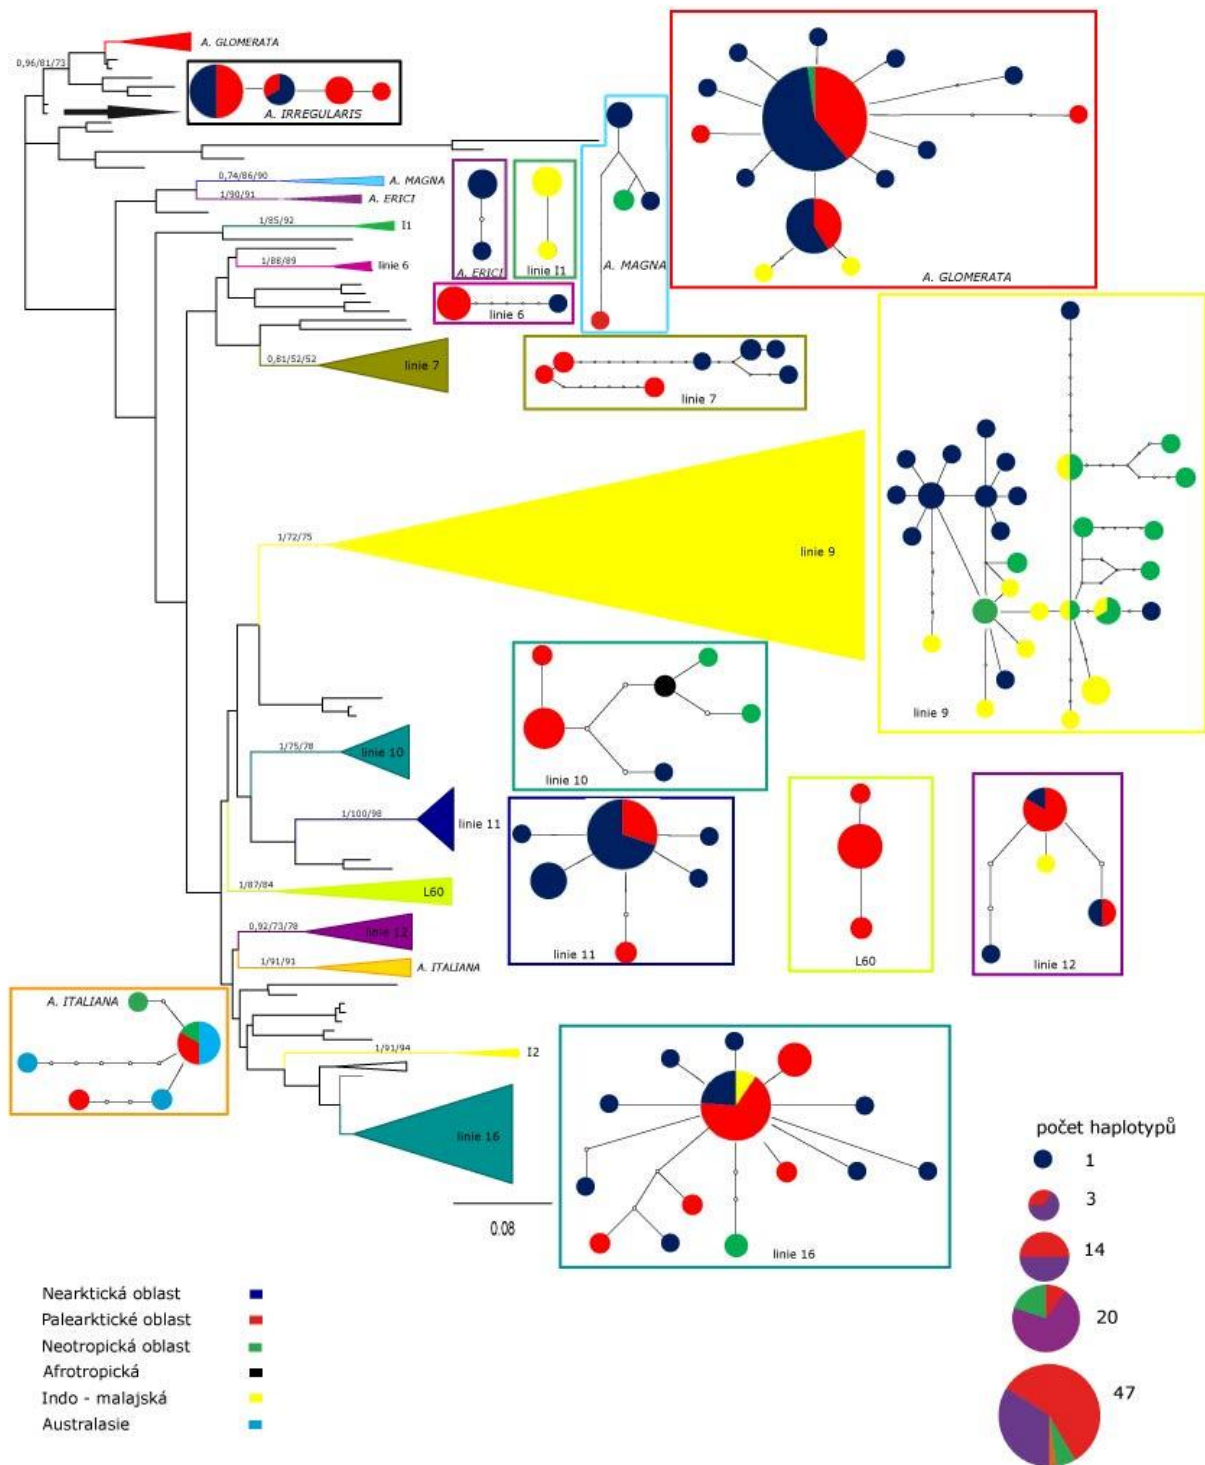 A. GLOMERATA
0,96/81/73
A. IRREGULARIS
0,74/86/90
A. MAGNA
1/90/91
A. ERICI
1/85/92
I1
1/88/89
linie 6
A. ERICI
linie I1
A. MAGNA
A. GLOMERATA
linie 6
0,81/52/52
linie 7
linie 7
1/72/75
linie 9
linie 9
1/75/78
linie 10
linie 10
1/100/98
linie 11
linie 11
1/87/84
L60
L60
0,92/73/78
linie 12
linie 12
1/91/91
A. ITALIANA
A. ITALIANA
1/91/94
I2
linie 16
linie 16
0.08
počet haplotypů
1
3
14
20
47
Nearktická oblast
Palearktické oblast
Neotropická oblast
Afrotropická
Indo - malajská
Australasie